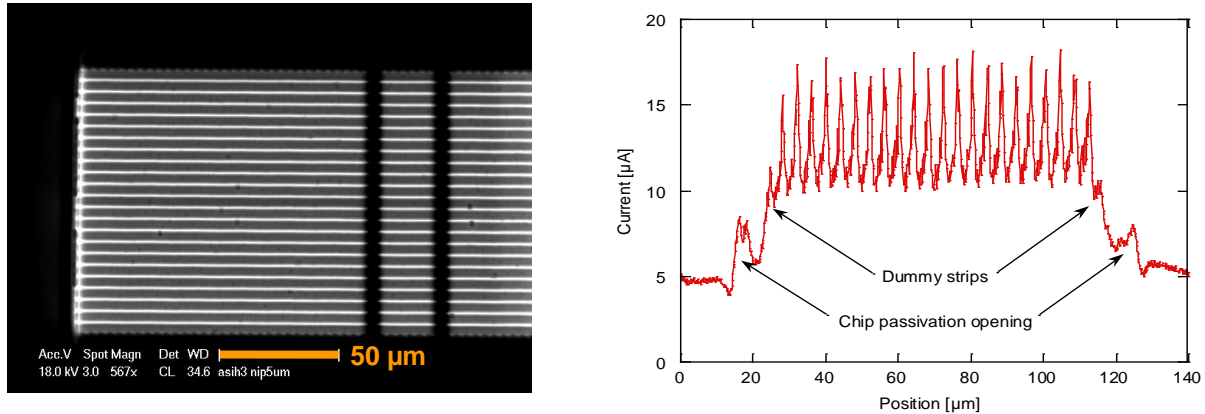 Acc.V Spot Magn Det WD 50 µm
18.0 kV 3.0 567x CL 34.6 asih3 nip5um
20
15
10
5
0
Current [µA]
Dummy strips
Chip passivation opening
0 20 40 60 80 100 120 140
Position [µm]